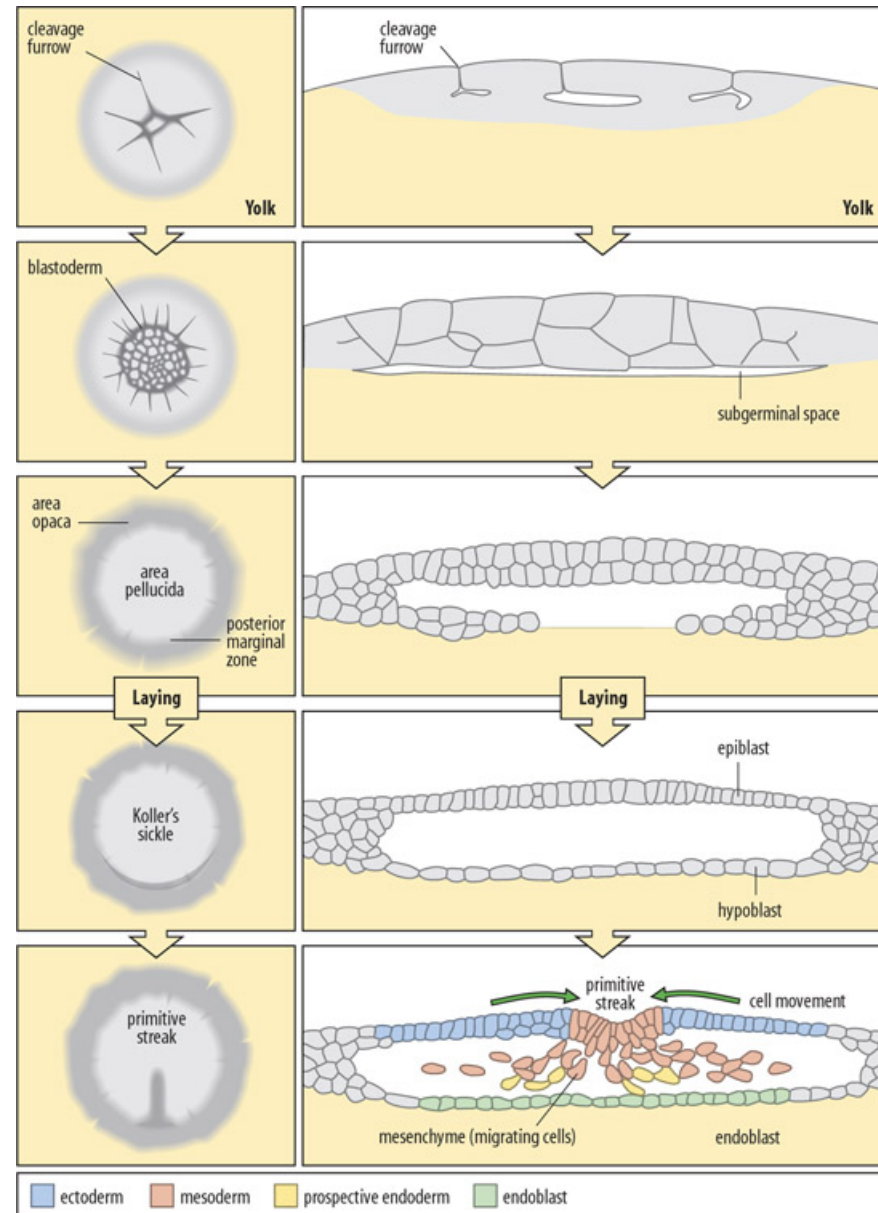 cleavage
furrow
Yolk
cleavage
furrow
Yolk
blastoderm
subgerminal space
area
opaca
area
pellucida
posterior
marginal
zone
Laying
Laying
Koller's
sickle
epiblast
hypoblast
primitive
streak
primitive
streak
cell movement
mesenchyme (migrating cells)
endoblast
ectoderm mesoderm prospective endoderm endoblast